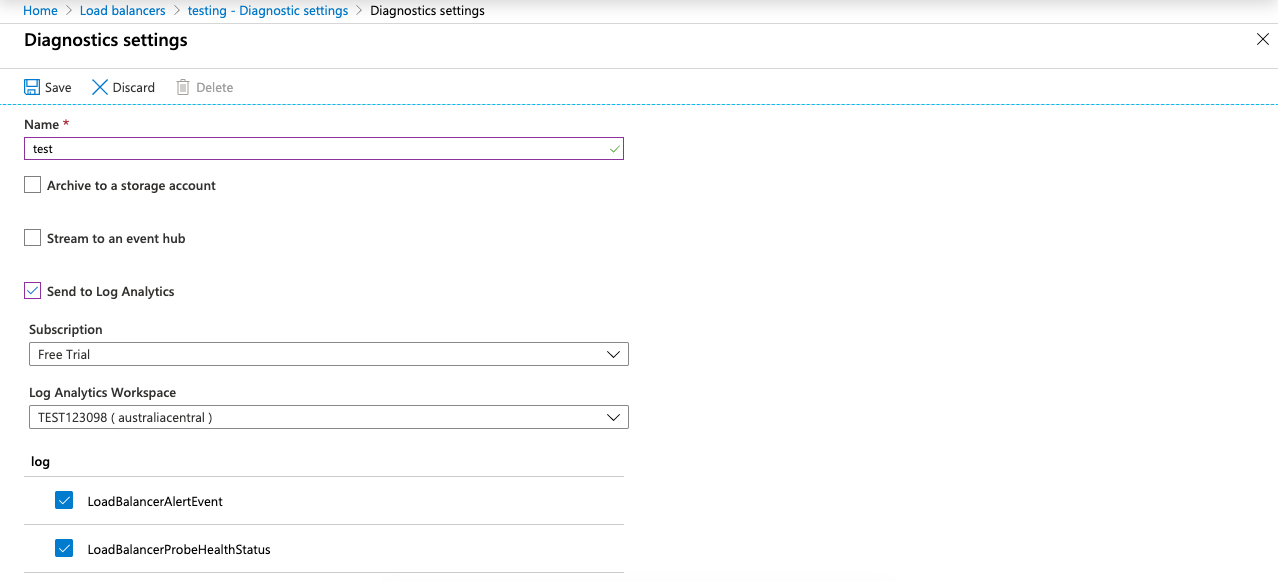 Home > Load balancers > testing - Diagnostic settings > Diagnostics settings
Diagnostics settings
Save Discard Delete
Name *
test
Archive to a storage account
Stream to an event hub
Send to Log Analytics
Subscription
Free Trial
Log Analytics Workspace
TEST123098 ( australiacentral )
log
LoadBalancerAlertEvent
LoadBalancerProbeHealthStatus